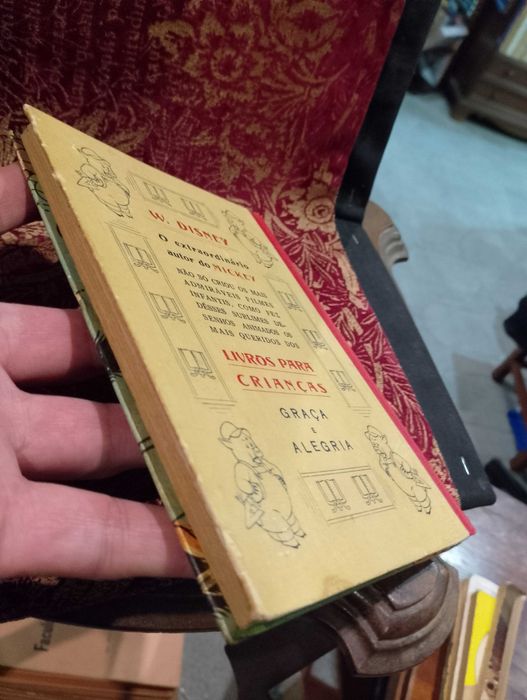 W. DISNEY
O extraordinário
autor do MICKEY
NÃO SO CRIOU OS MAIS
ADMIRÁVEIS FILMES
INFANTIS, COMO FEZ
DÊSSES SUBLIMES DE-
SENHOS ANIMADOS OS
MAIS QUERIDOS DOS
LIVROS PARA
CRIANÇAS
GRAÇA
E
ALEGRIA